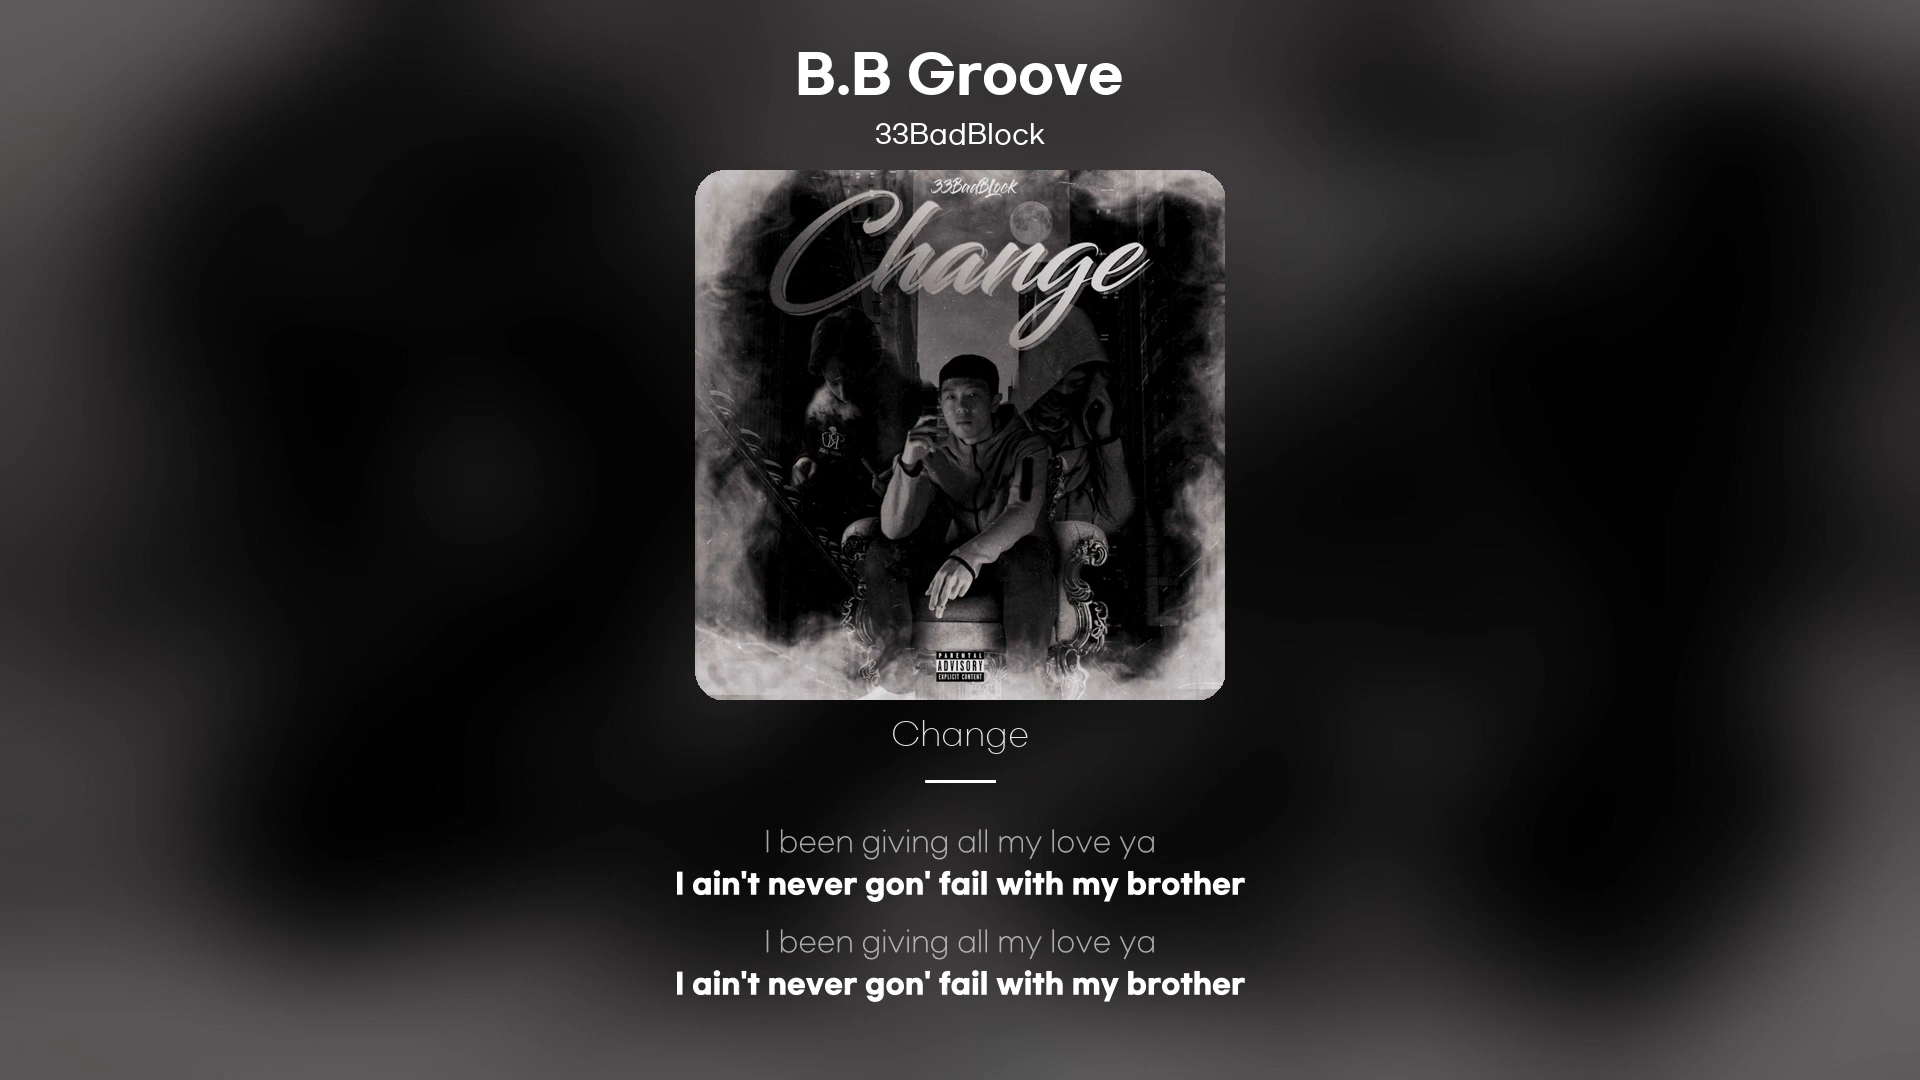 B.B Groove
33BadBlock
33BadBLock
Change
PARENTAL
ADVISORY
EXPLICIT CONTENT
Change
I been giving all my love ya
I ain't never gon' fail with my brother
I been giving all my love ya
I ain't never gon' fail with my brother